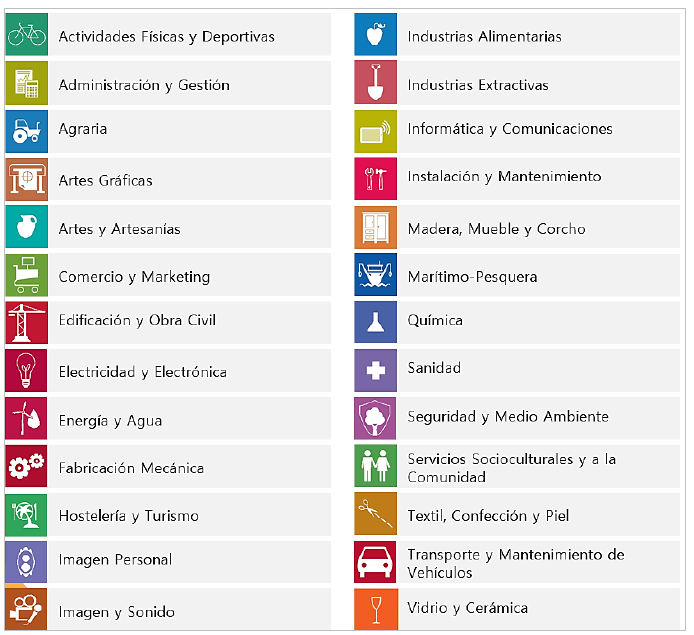 Actividades Físicas y Deportivas
Administración y Gestión
Agraria
Artes Gráficas
Artes y Artesanías
Comercio y Marketing
Edificación y Obra Civil
Electricidad y Electrónica
Energía y Agua
Fabricación Mecánica
Hostelería y Turismo
Imagen Personal
Imagen y Sonido
Industrias Alimentarias
Industrias Extractivas
Informática y Comunicaciones
Instalación y Mantenimiento
Madera, Mueble y Corcho
Marítimo-Pesquera
Química
Sanidad
Seguridad y Medio Ambiente
Servicios Socioculturales y a la
Comunidad
Textil, Confección y Piel
Transporte y Mantenimiento de
Vehículos
Vidrio y Cerámica